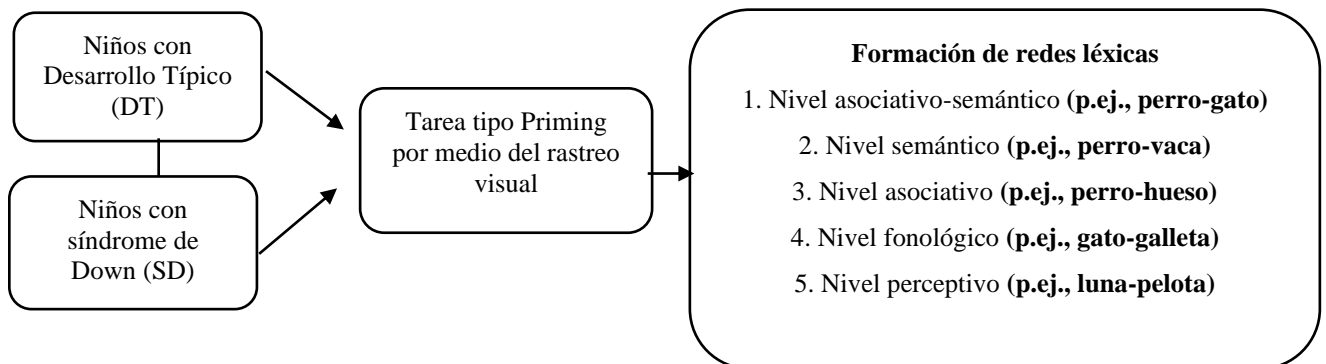 Niños con
Desarrollo Típico
(DT)
Niños con
síndrome de
Down (SD)
Tarea tipo Priming
por medio del rastreo
visual
Formación de redes léxicas
1. Nivel asociativo-semántico (p.ej., perro-gato)
2. Nivel semántico (p.ej., perro-vaca)
3. Nivel asociativo (p.ej., perro-hueso)
4. Nivel fonológico (p.ej., gato-galleta)
5. Nivel perceptivo (p.ej., luna-pelota)